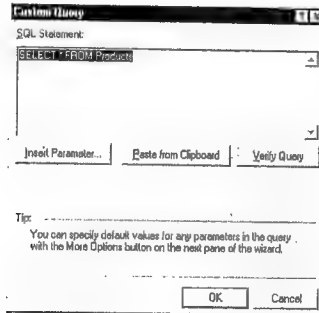 Custom Query
SQL Statement:
SELECT * FROM Products
Insert Parameter... Paste from Clipboard Verify Query
Tip:
You can specify default values for any parameters in the query
with the More Options button on the next pane of the wizard.
OK Cancel